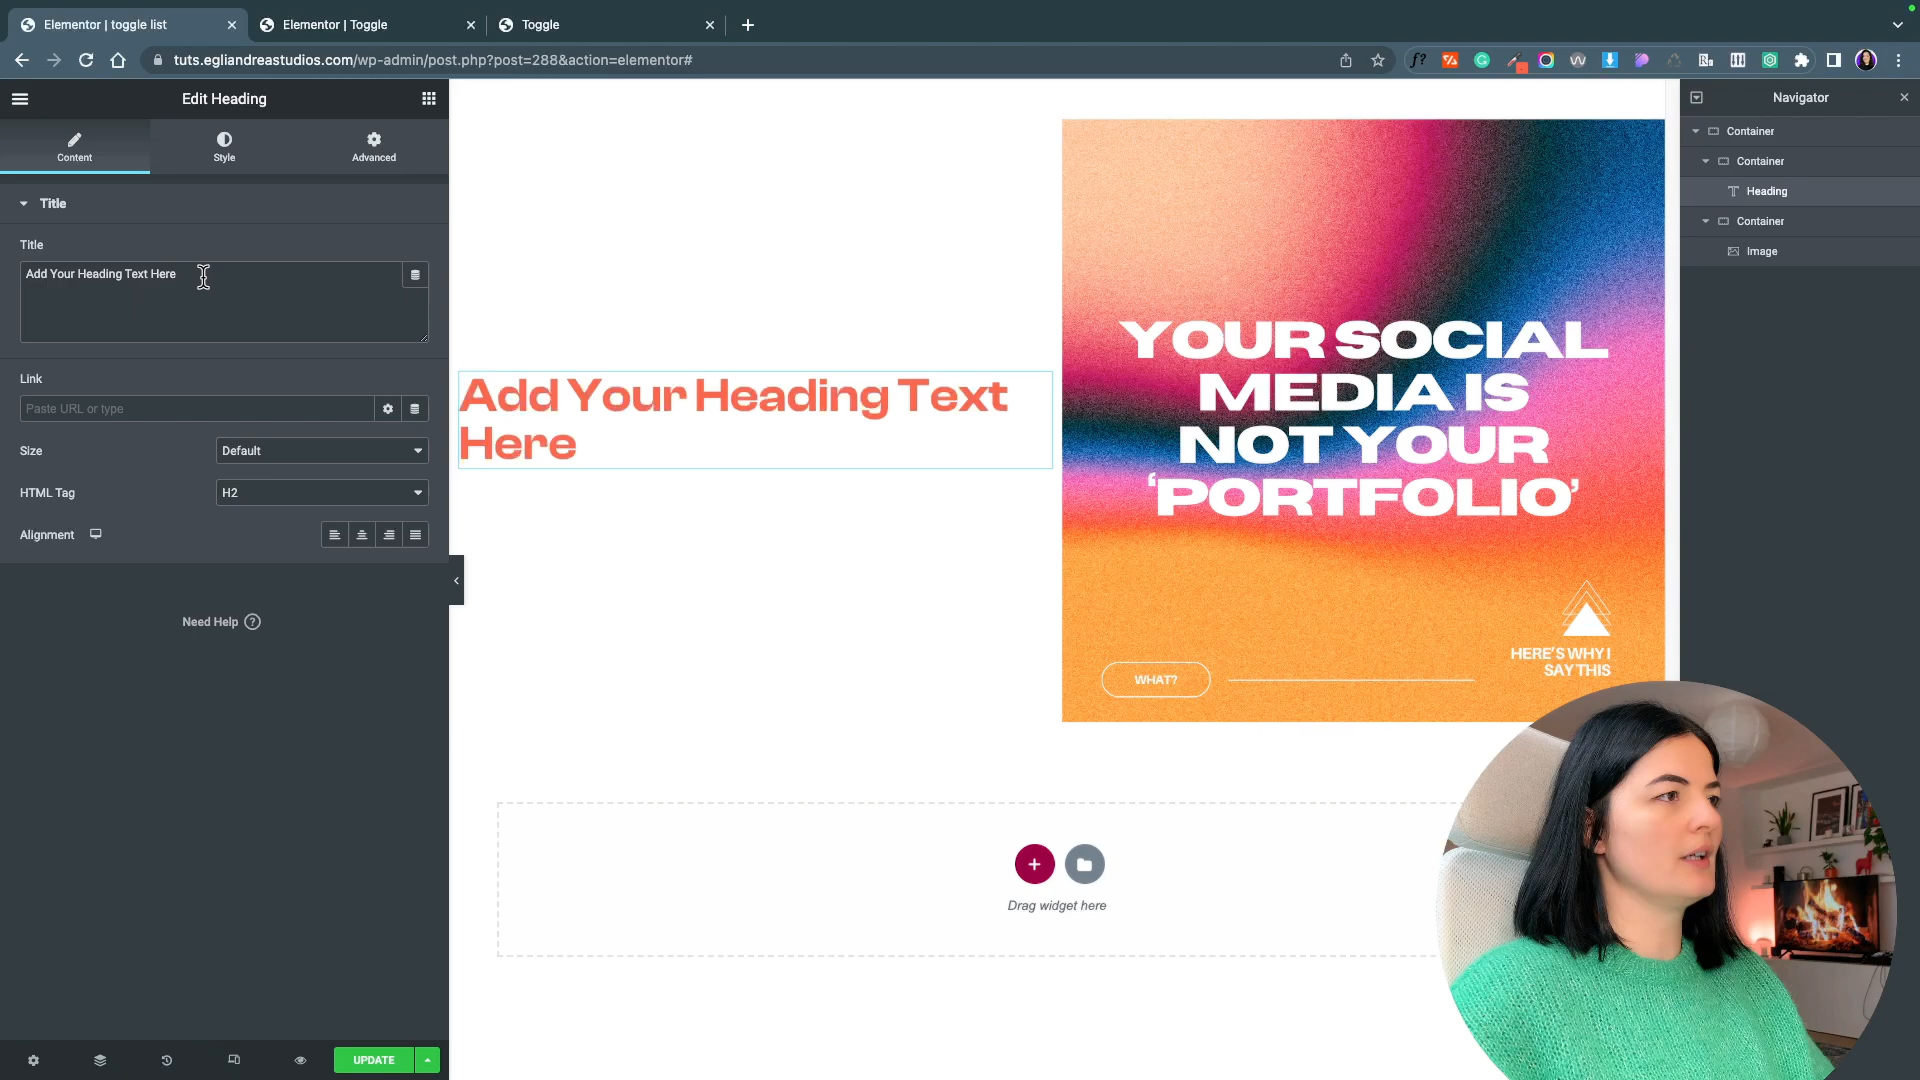 Elementor | toggle list
Elementor | Toggle
Toggle
tuts.egliandreastudios.com/wp-admin/post.php?post=288&action=elementor#
Edit Heading
Content
Style
Advanced
Title
Title
Add Your Heading Text Here
Link
Paste URL or type
Size
Default
HTML Tag
H2
Alignment
Need Help ?
UPDATE
Add Your Heading Text
Here
YOUR SOCIAL
MEDIA IS
NOT YOUR
‘PORTFOLIO’
HERE'S WHY I
SAY THIS
WHAT?
Drag widget here
Navigator
Container
Container
Heading
Container
Image